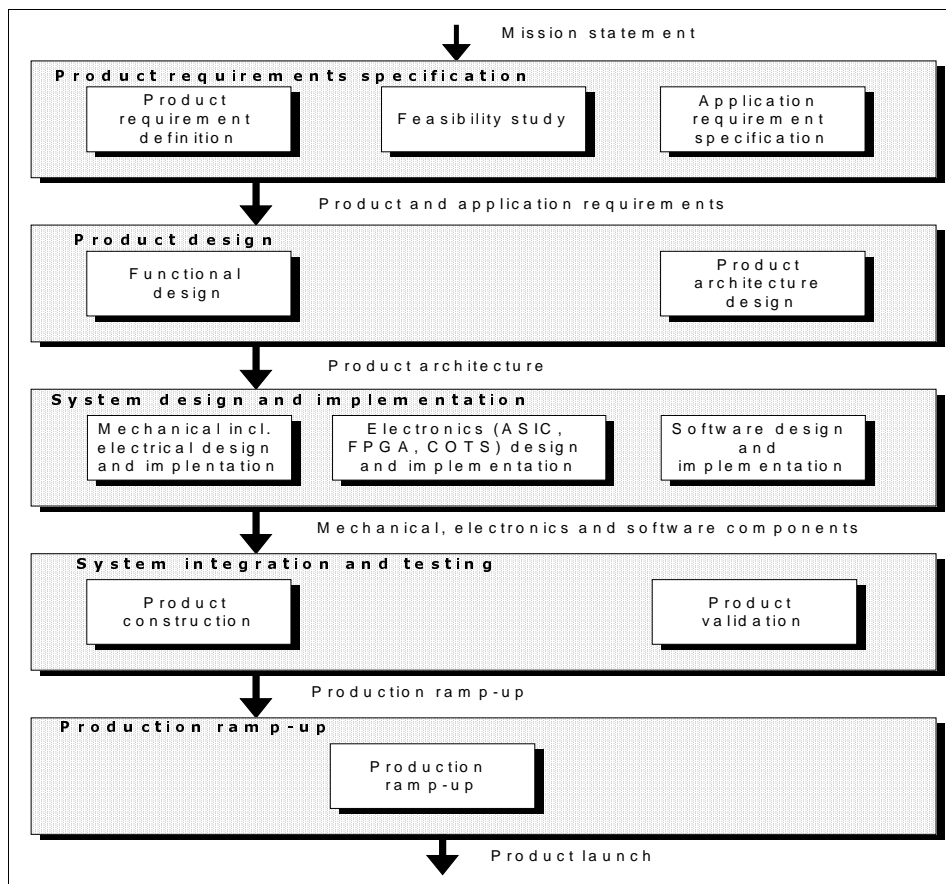 Mission statement
Product requirements specification
Product
requirement
definition
Feasibility study
Application
requirement
specification
Product and application requirements
Product design
Functional
design
Product
architecture
design
Product architecture
System design and implementation
Mechanical incl.
electrical design
and implentation
Electronics (ASIC,
FPGA, COTS) design
and implementation
Software design
and
implementation
Mechanical, electronics and software components
System integration and testing
Product
construction
Product
validation
Production ramp-up
Production ramp-up
Production
ramp-up
Product launch